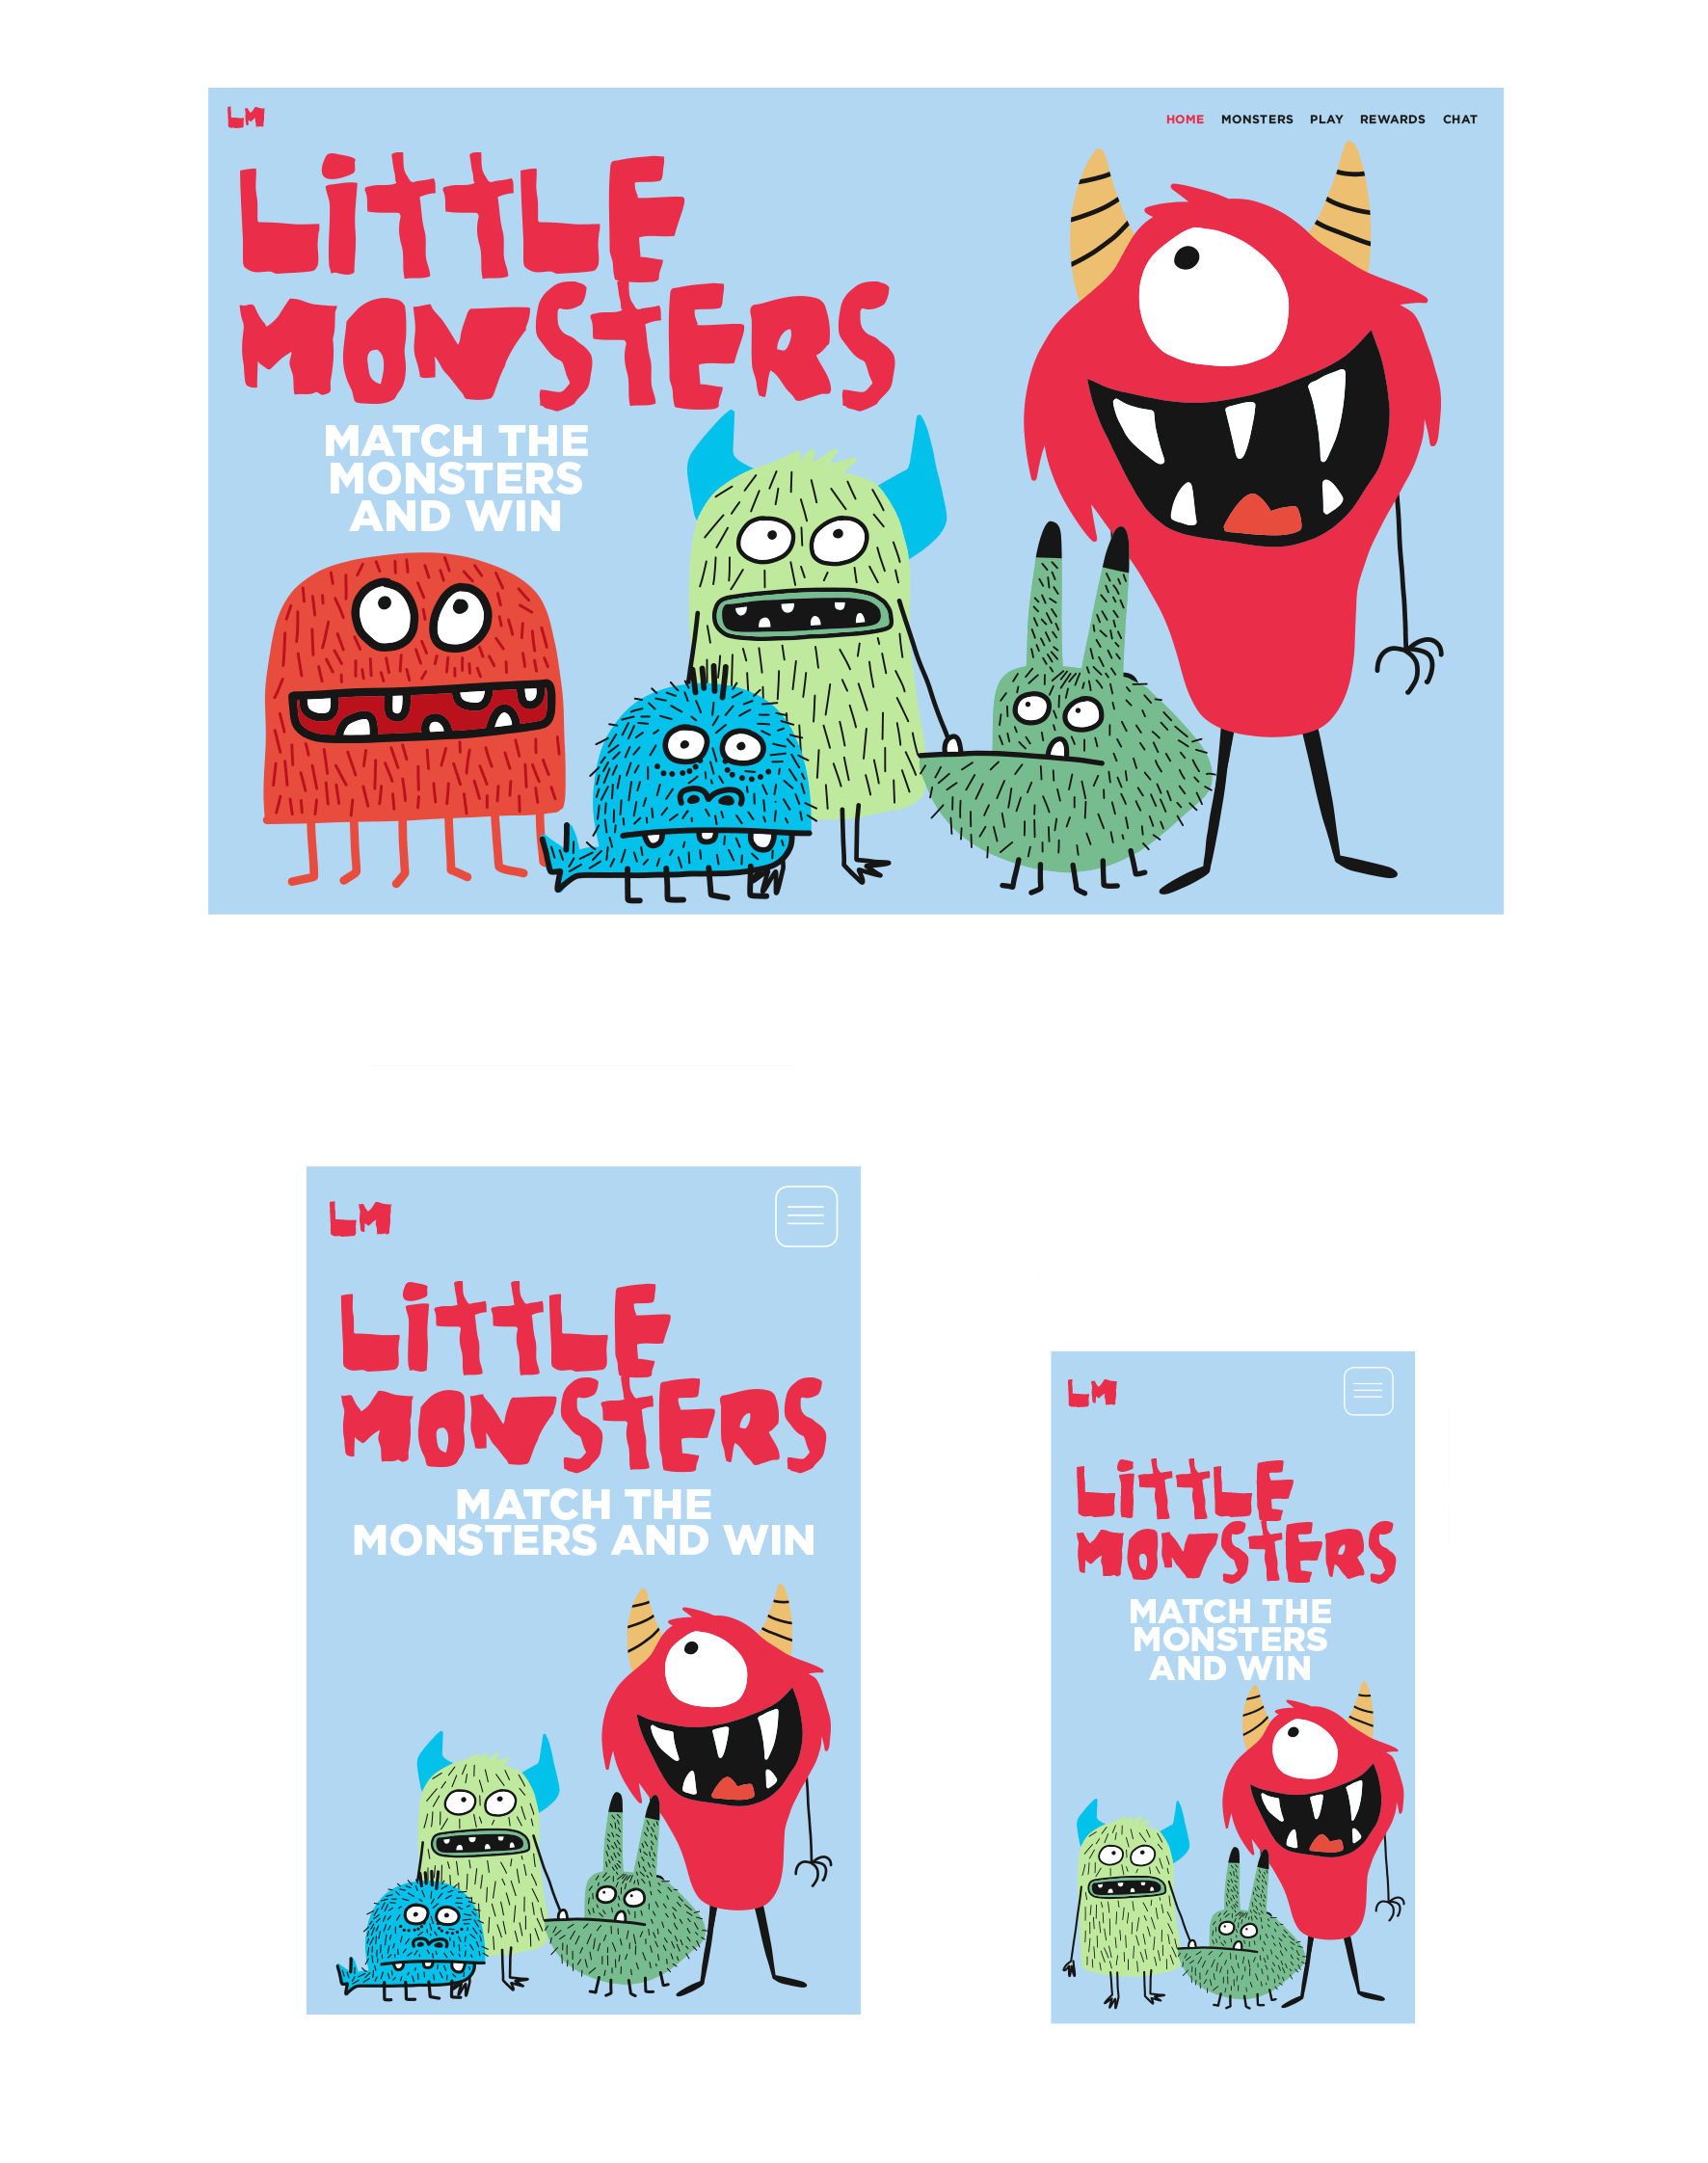 LM
HOME MONSTERS PLAY REWARDS CHAT
LittLE
MONStERS
MATCH THE
MONSTERS
AND WIN
LM
LittLE
MONStERS
MATCH THE
MONSTERS AND WIN
LM
LittLE
MONStERS
MATCH THE
MONSTERS
AND WIN